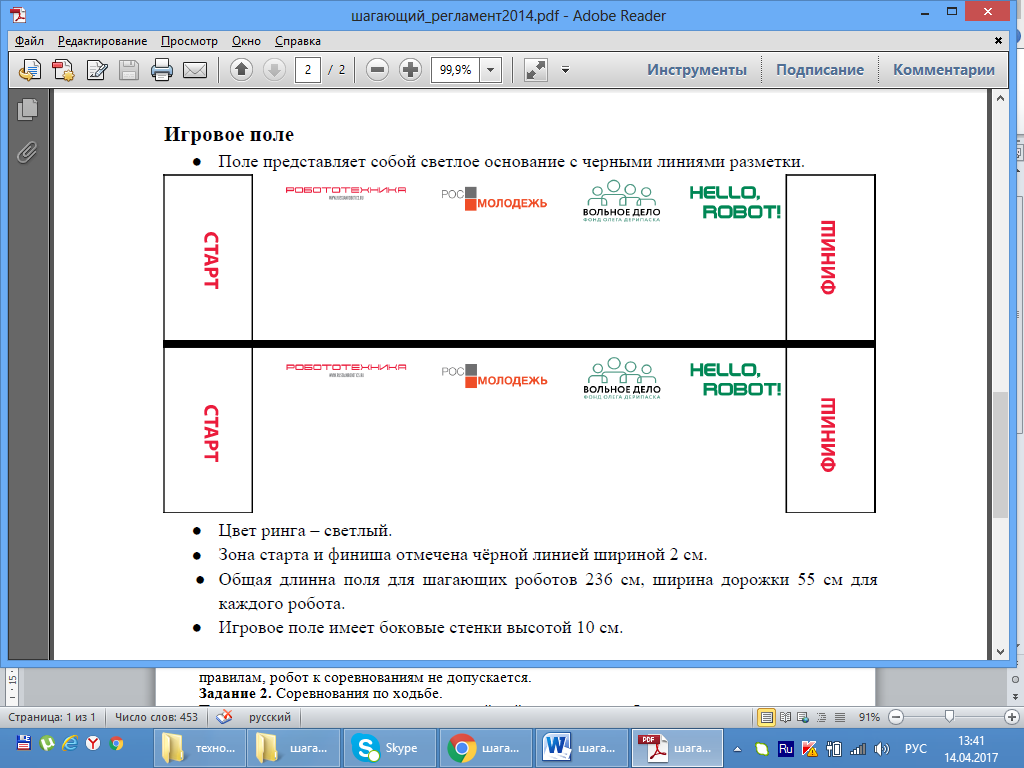 шагающий_регламент2014.pdf - Adobe Reader
Файл Редактирование Просмотр Окно Справка
2 / 2 99,9% Инструменты Подписание Комментарии
Игровое поле
● Поле представляет собой светлое основание с черными линиями разметки.
СТАРТ
РОБОТОТЕХНИКА
РОС
МОЛОДЕЖЬ
ВОЛЬНОЕ ДЕЛО
ФОНД ОЛЕГА ДЕРИПАСКА
HELLO,
ROBOT!
ФИНИШ
СТАРТ
РОБОТОТЕХНИКА
РОС
МОЛОДЕЖЬ
ВОЛЬНОЕ ДЕЛО
ФОНД ОЛЕГА ДЕРИПАСКА
HELLO,
ROBOT!
ФИНИШ
● Цвет ринга – светлый.
● Зона старта и финиша отмечена чёрной линией шириной 2 см.
● Общая длинна поля для шагающих роботов 236 см, ширина дорожки 55 см для
каждого робота.
● Игровое поле имеет боковые стенки высотой 10 см.
правилам, робот к соревнованиям не допускается.
Задание 2. Соревнования по ходьбе.
15
Страница: 1 из 1 Число слов: 453 русский 91%
техно... шага... Skype шага... шага... шага... Ru РУС 13:41
14.04.2017